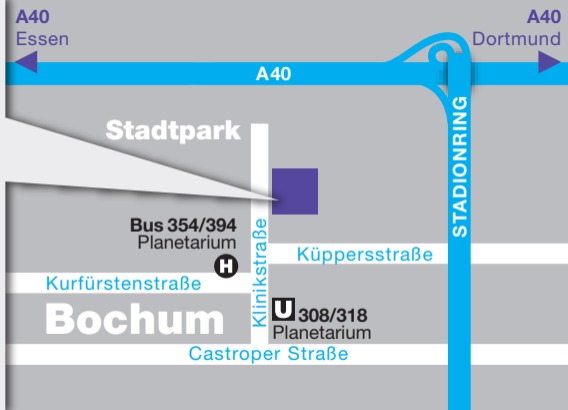 A40
Essen
A40
Dortmund
A40
Stadtpark
STADIONRING
Bus 354/394
Planetarium
H
Klinikstraße
Küppersstraße
Kurfürstenstraße
Bochum
U 308/318
Planetarium
Castroper Straße